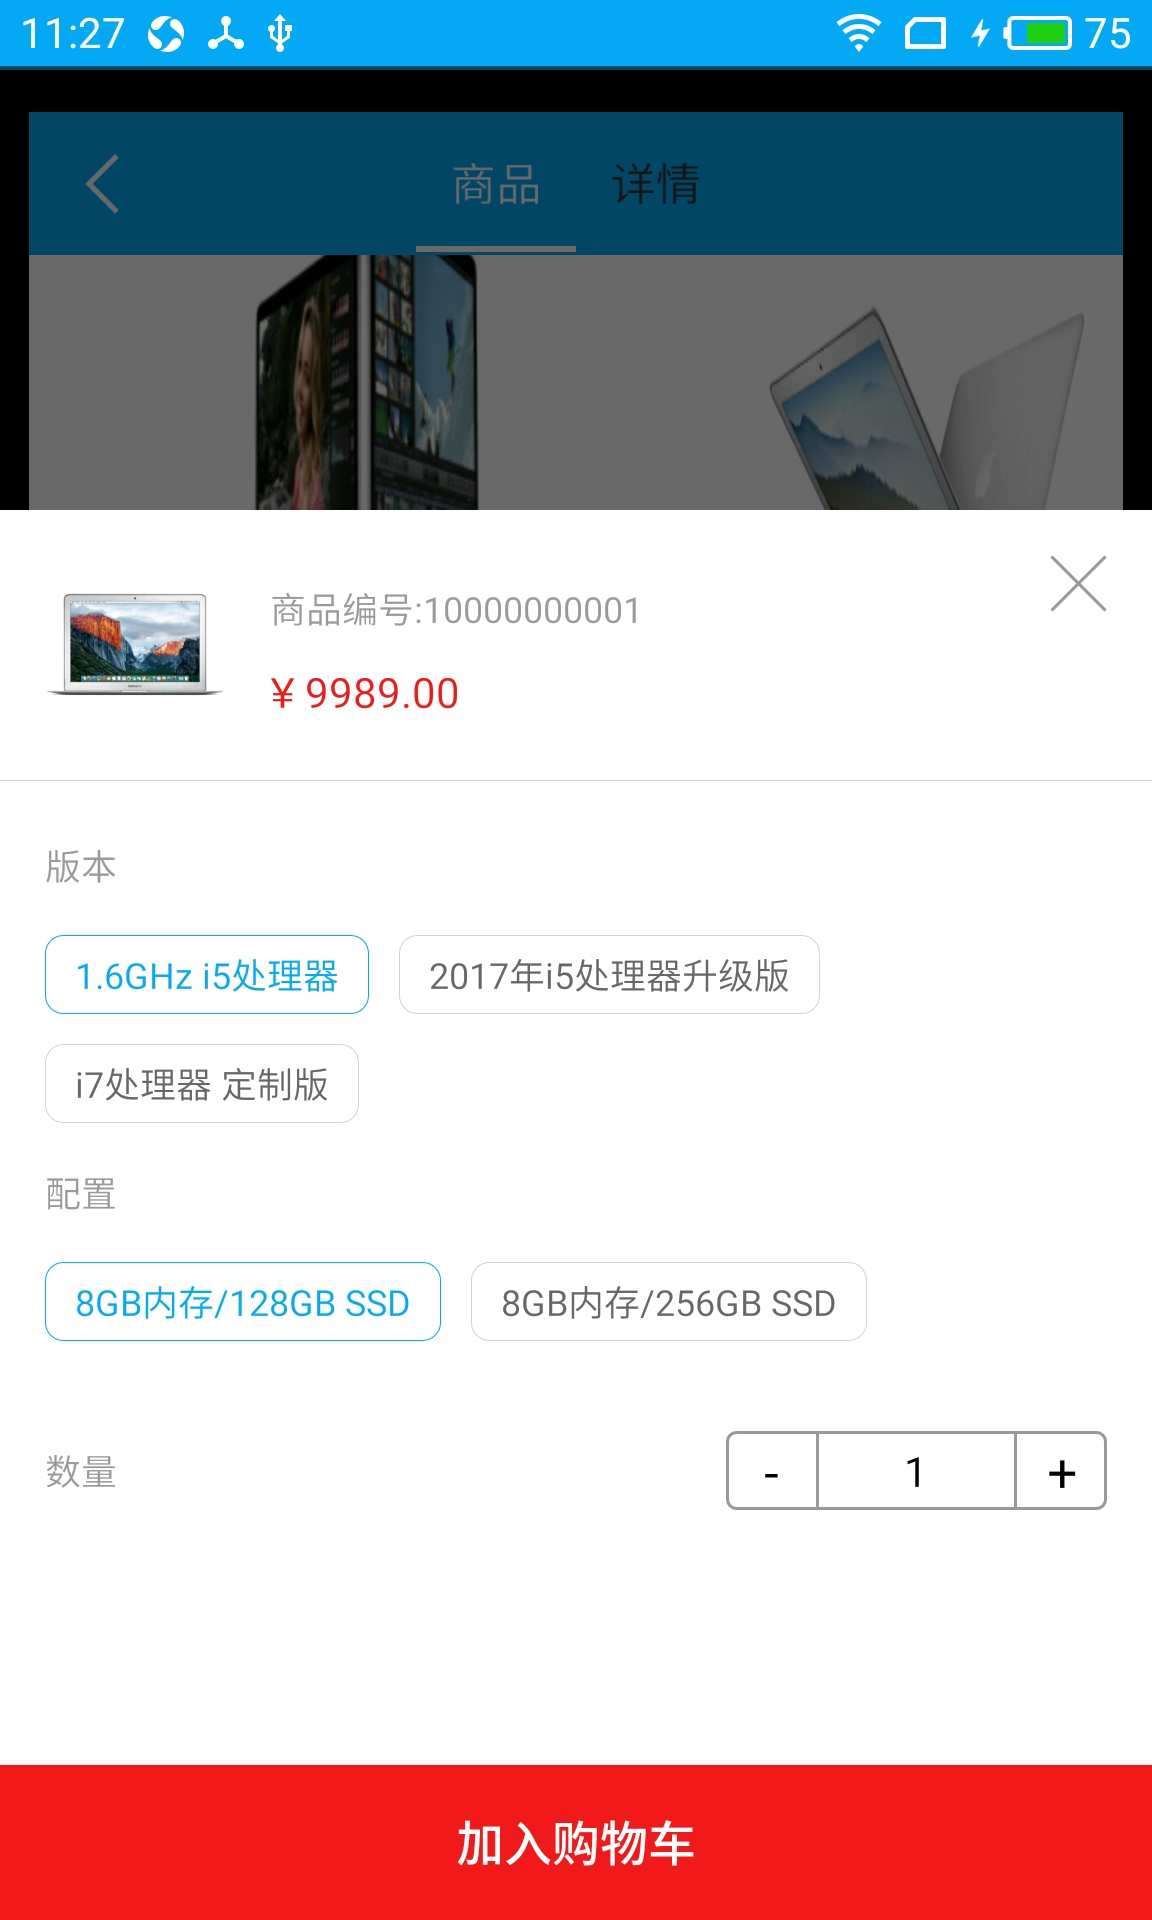 11:27 75
商品 详情
商品编号:10000000001
¥ 9989.00
版本
1.6GHz i5处理器 2017年i5处理器升级版
i7处理器 定制版
配置
8GB内存/128GB SSD 8GB内存/256GB SSD
数量 - 1 +
加入购物车